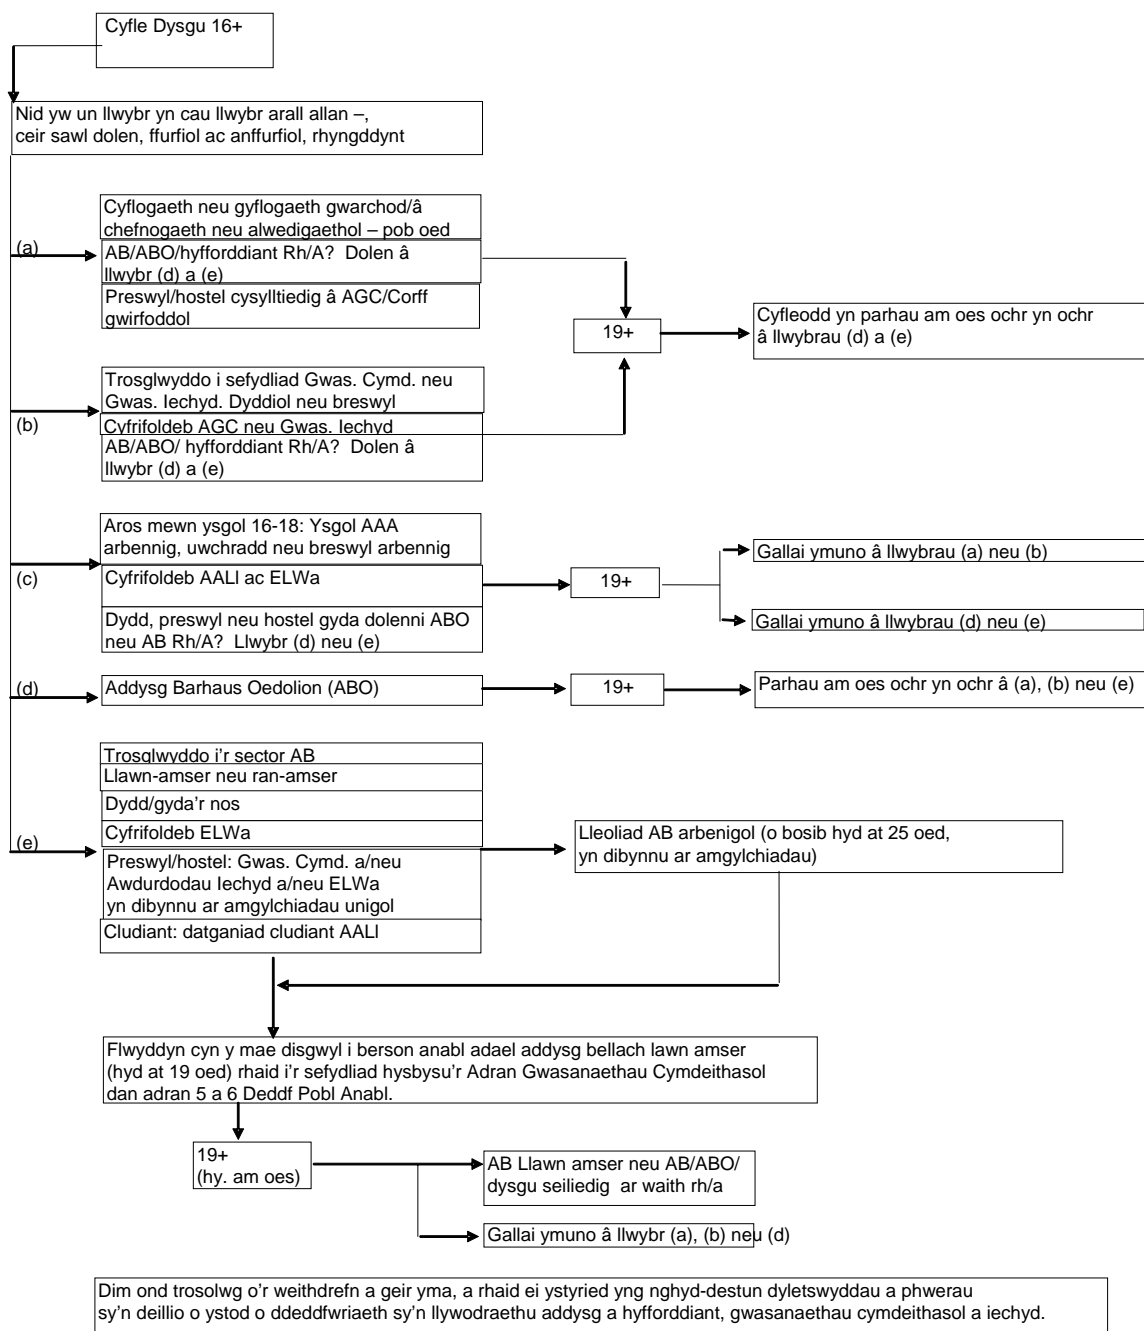 Cyfle Dysgu 16+
Nid yw un llwybr yn cau llwybr arall allan –,
ceir sawl dolen, ffurfiol ac anffurfiol, rhyngddynt
(a)
Cyflogaeth neu gyflogaeth gwarchod/â
chefnogaeth neu alwedigaethol – pob oed
AB/ABO/hyfforddiant Rh/A?  Dolen â
llwybr (d) a (e)
Preswyl/hostel cysylltiedig â AGC/Corff
gwirfoddol
19+
Cyfleodd yn parhau am oes ochr yn ochr
â llwybrau (d) a (e)
(b)
Trosglwyddo i sefydliad Gwas. Cymd. neu
Gwas. Iechyd. Dyddiol neu breswyl
Cyfrifoldeb AGC neu Gwas. Iechyd
AB/ABO/ hyfforddiant Rh/A?  Dolen â
llwybr (d) a (e)
(c)
Aros mewn ysgol 16-18: Ysgol AAA
arbennig, uwchradd neu breswyl arbennig
Cyfrifoldeb AALl ac ELWa
Dydd, preswyl neu hostel gyda dolenni ABO
neu AB Rh/A?  Llwybr (d) neu (e)
19+
Gallai ymuno â llwybrau (a) neu (b)
Gallai ymuno â llwybrau (d) neu (e)
(d)
Addysg Barhaus Oedolion (ABO)
19+
Parhau am oes ochr yn ochr â (a), (b) neu (e)
(e)
Trosglwyddo i'r sector AB
Llawn-amser neu ran-amser
Dydd/gyda'r nos
Cyfrifoldeb ELWa
Preswyl/hostel: Gwas. Cymd. a/neu
Awdurdodau Iechyd a/neu ELWa
yn dibynnu ar amgylchiadau unigol
Cludiant: datganiad cludiant AALl
Lleoliad AB arbenigol (o bosib hyd at 25 oed,
yn dibynnu ar amgylchiadau)
Flwyddyn cyn y mae disgwyl i berson anabl adael addysg bellach lawn amser
(hyd at 19 oed) rhaid i'r sefydliad hysbysu'r Adran Gwasanaethau Cymdeithasol
dan adran 5 a 6 Deddf Pobl Anabl.
19+
(hy. am oes)
AB Llawn amser neu AB/ABO/
dysgu seiliedig  ar waith rh/a
Gallai ymuno â llwybr (a), (b) neu (d)
Dim ond trosolwg o'r weithdrefn a geir yma, a rhaid ei ystyried yng nghyd-destun dyletswyddau a phwerau
sy'n deillio o ystod o ddeddfwriaeth sy'n llywodraethu addysg a hyfforddiant, gwasanaethau cymdeithasol a iechyd.